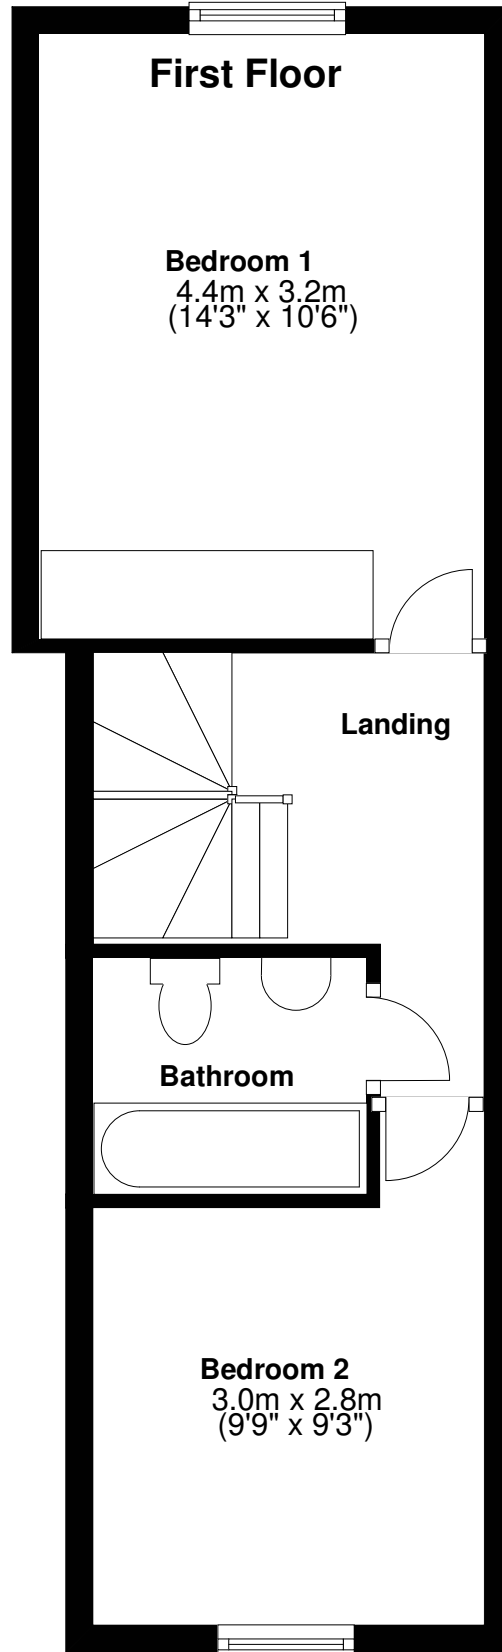 First Floor
Bedroom 1
4.4m x 3.2m
(14'3" x 10'6")
Landing
Bathroom
Bedroom 2
3.0m x 2.8m
(9'9" x 9'3")